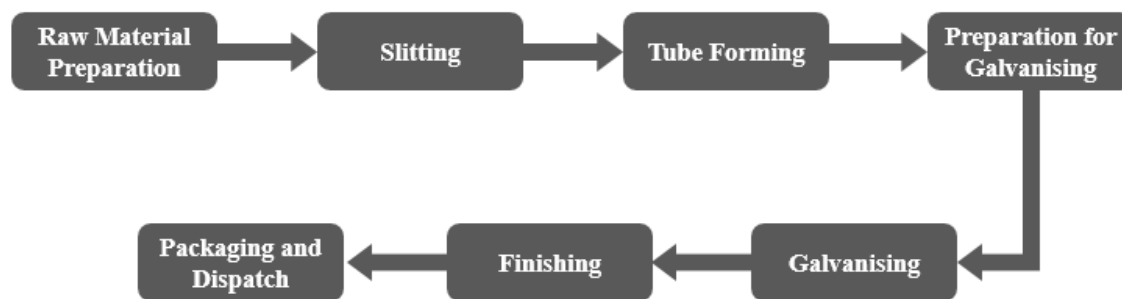 Raw Material
Preparation
Slitting
Tube Forming
Preparation for
Galvanising
Packaging and
Dispatch
Finishing
Galvanising